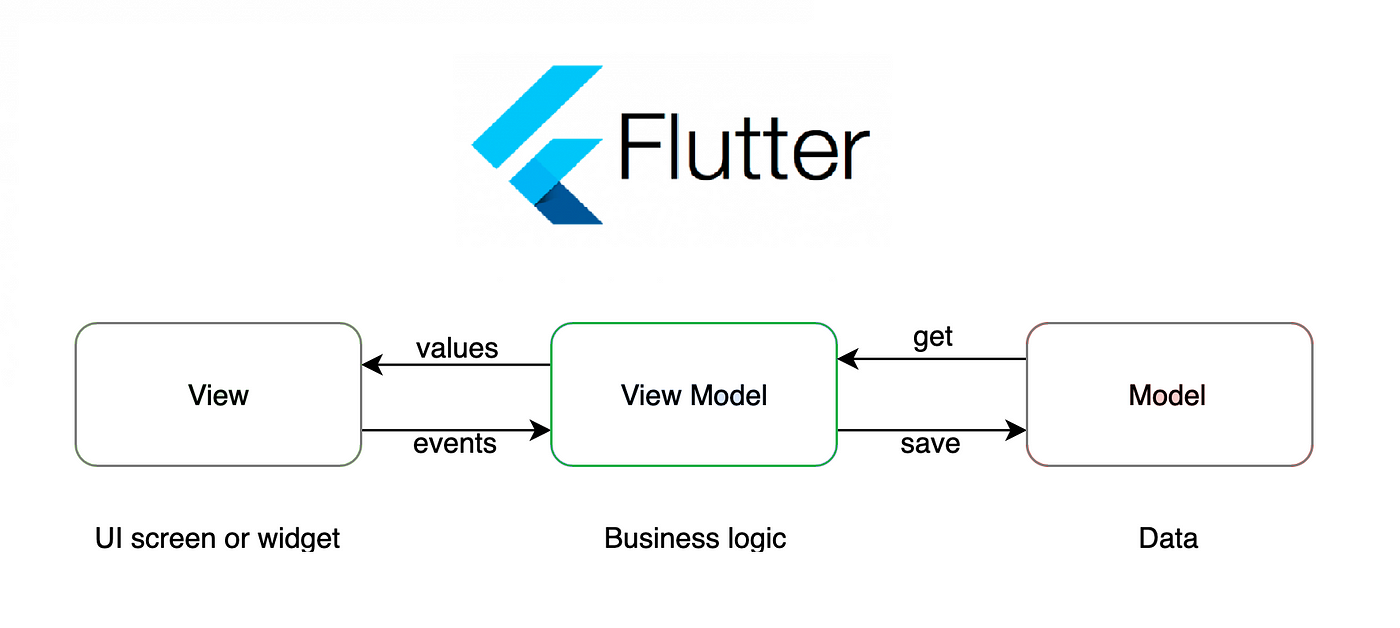 Flutter
values
get
View
View Model
Model
events
save
UI screen or widget
Business logic
Data